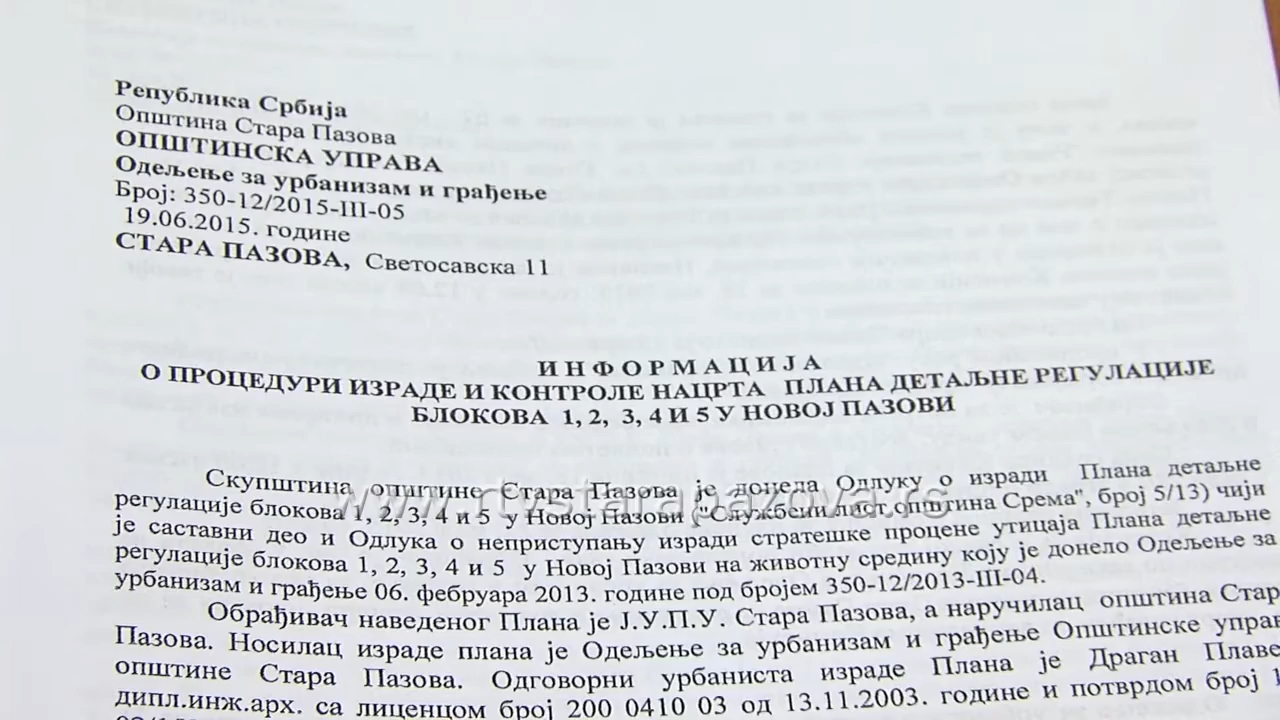 Република Србија
Општина Стара Пазова
ОПШТИНСКА УПРАВА
Одељење за урбанизам и грађење
Број: 350-12/2015-III-05
19.06.2015. године
СТАРА ПАЗОВА, Светосавска 11
И Н Ф О Р М А Ц И Ј А
О ПРОЦЕДУРИ ИЗРАДЕ И КОНТРОЛЕ НАЦРТА ПЛАНА ДЕТАЉНЕ РЕГУЛАЦИЈЕ
БЛОКОВА 1, 2, 3, 4 И 5 У НОВОЈ ПАЗОВИ
Скупштина општине Стара Пазова је донела Одлуку о изради Плана детаљне
регулације блокова 1, 2, 3, 4 и 5 у Новој Пазови ("Службени лист општина Срема", број 5/13) чији
је саставни део и Одлука о неприступању изради стратешке процене утицаја Плана детаљне
регулације блокова 1, 2, 3, 4 и 5 у Новој Пазови на животну средину коју је донело Одељење за
урбанизам и грађење 06. фебруара 2013. године под бројем 350-12/2013-III-04.
Обрађивач наведеног Плана је Ј.У.П.У. Стара Пазова, а наручилац општина Стар
Пазова. Носилац израде плана је Одељење за урбанизам и грађење Општинске управ
општине Стара Пазова. Одговорни урбаниста израде Плана је Драган Плаве
дипл.инж.арх. са лиценцом број 200 0410 03 од 13.11.2003. године и потврдом број 1
www.rtvstarapazova.rs